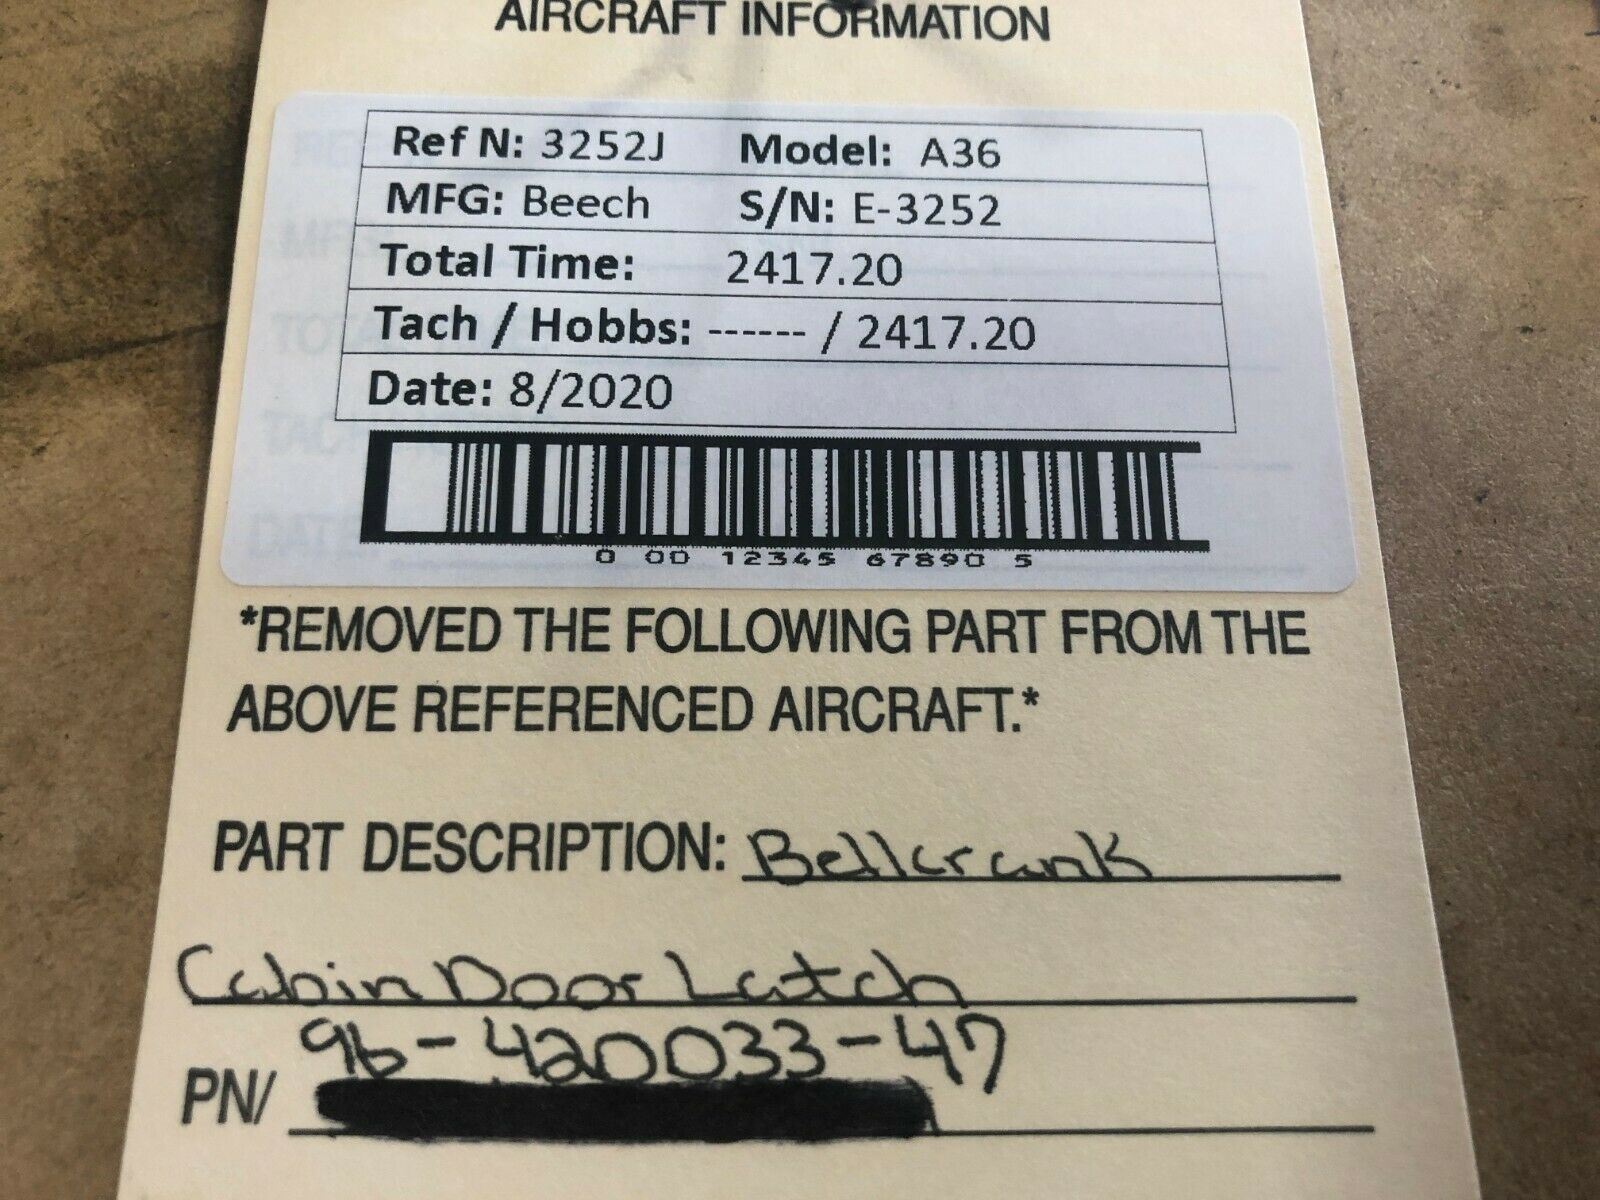 AIRCRAFT INFORMATION
Ref N: 3252J Model: A36
MFG: Beech S/N: E-3252
Total Time: 2417.20
Tach / Hobbs: ------ / 2417.20
Date: 8/2020
0 00 12345 67890 5
*REMOVED THE FOLLOWING PART FROM THE
ABOVE REFERENCED AIRCRAFT.*
PART DESCRIPTION: Bellcrank
Cabin Door Latch
96-420033-47
PN/